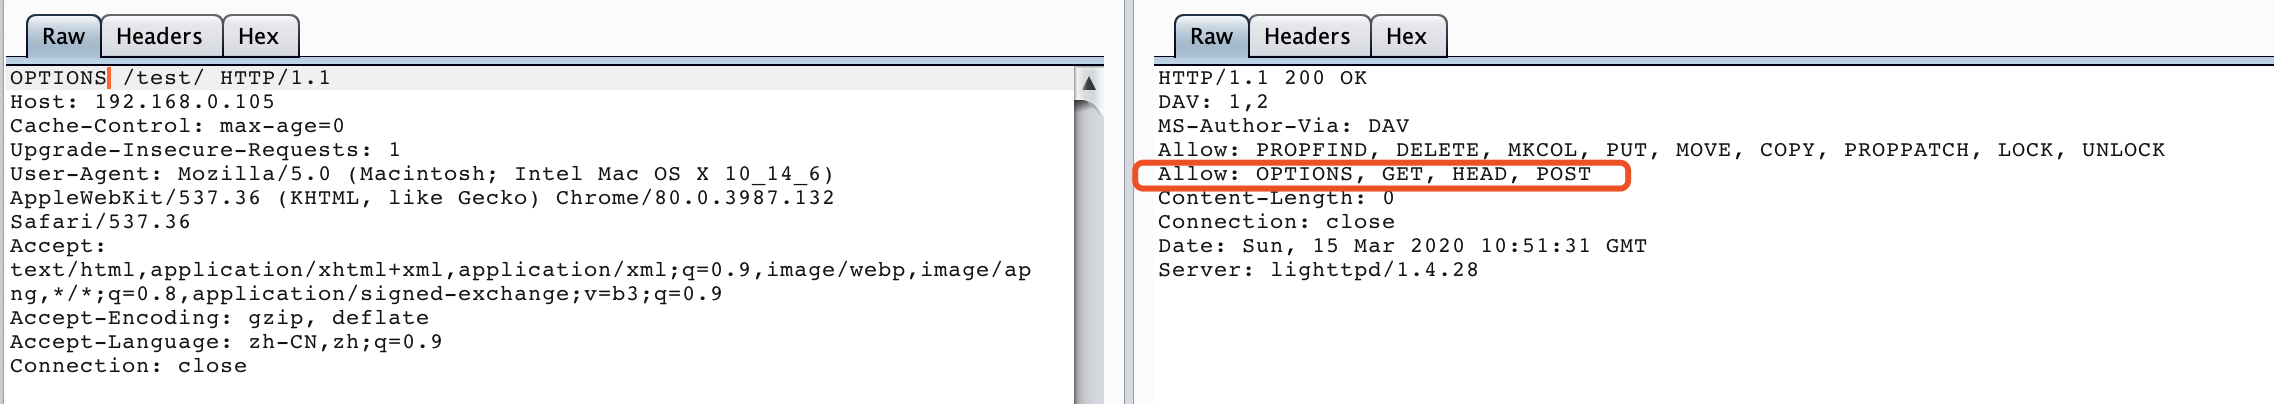 Raw Headers Hex
OPTIONS /test/ HTTP/1.1
Host: 192.168.0.105
Cache-Control: max-age=0
Upgrade-Insecure-Requests: 1
User-Agent: Mozilla/5.0 (Macintosh; Intel Mac OS X 10_14_6)
AppleWebKit/537.36 (KHTML, like Gecko) Chrome/80.0.3987.132
Safari/537.36
Accept:
text/html,application/xhtml+xml,application/xml;q=0.9,image/webp,image/ap
ng,*/*;q=0.8,application/signed-exchange;v=b3;q=0.9
Accept-Encoding: gzip, deflate
Accept-Language: zh-CN,zh;q=0.9
Connection: close
Raw Headers Hex
HTTP/1.1 200 OK
DAV: 1,2
MS-Author-Via: DAV
Allow: PROPFIND, DELETE, MKCOL, PUT, MOVE, COPY, PROPPATCH, LOCK, UNLOCK
Allow: OPTIONS, GET, HEAD, POST
Content-Length: 0
Connection: close
Date: Sun, 15 Mar 2020 10:51:31 GMT
Server: lighttpd/1.4.28